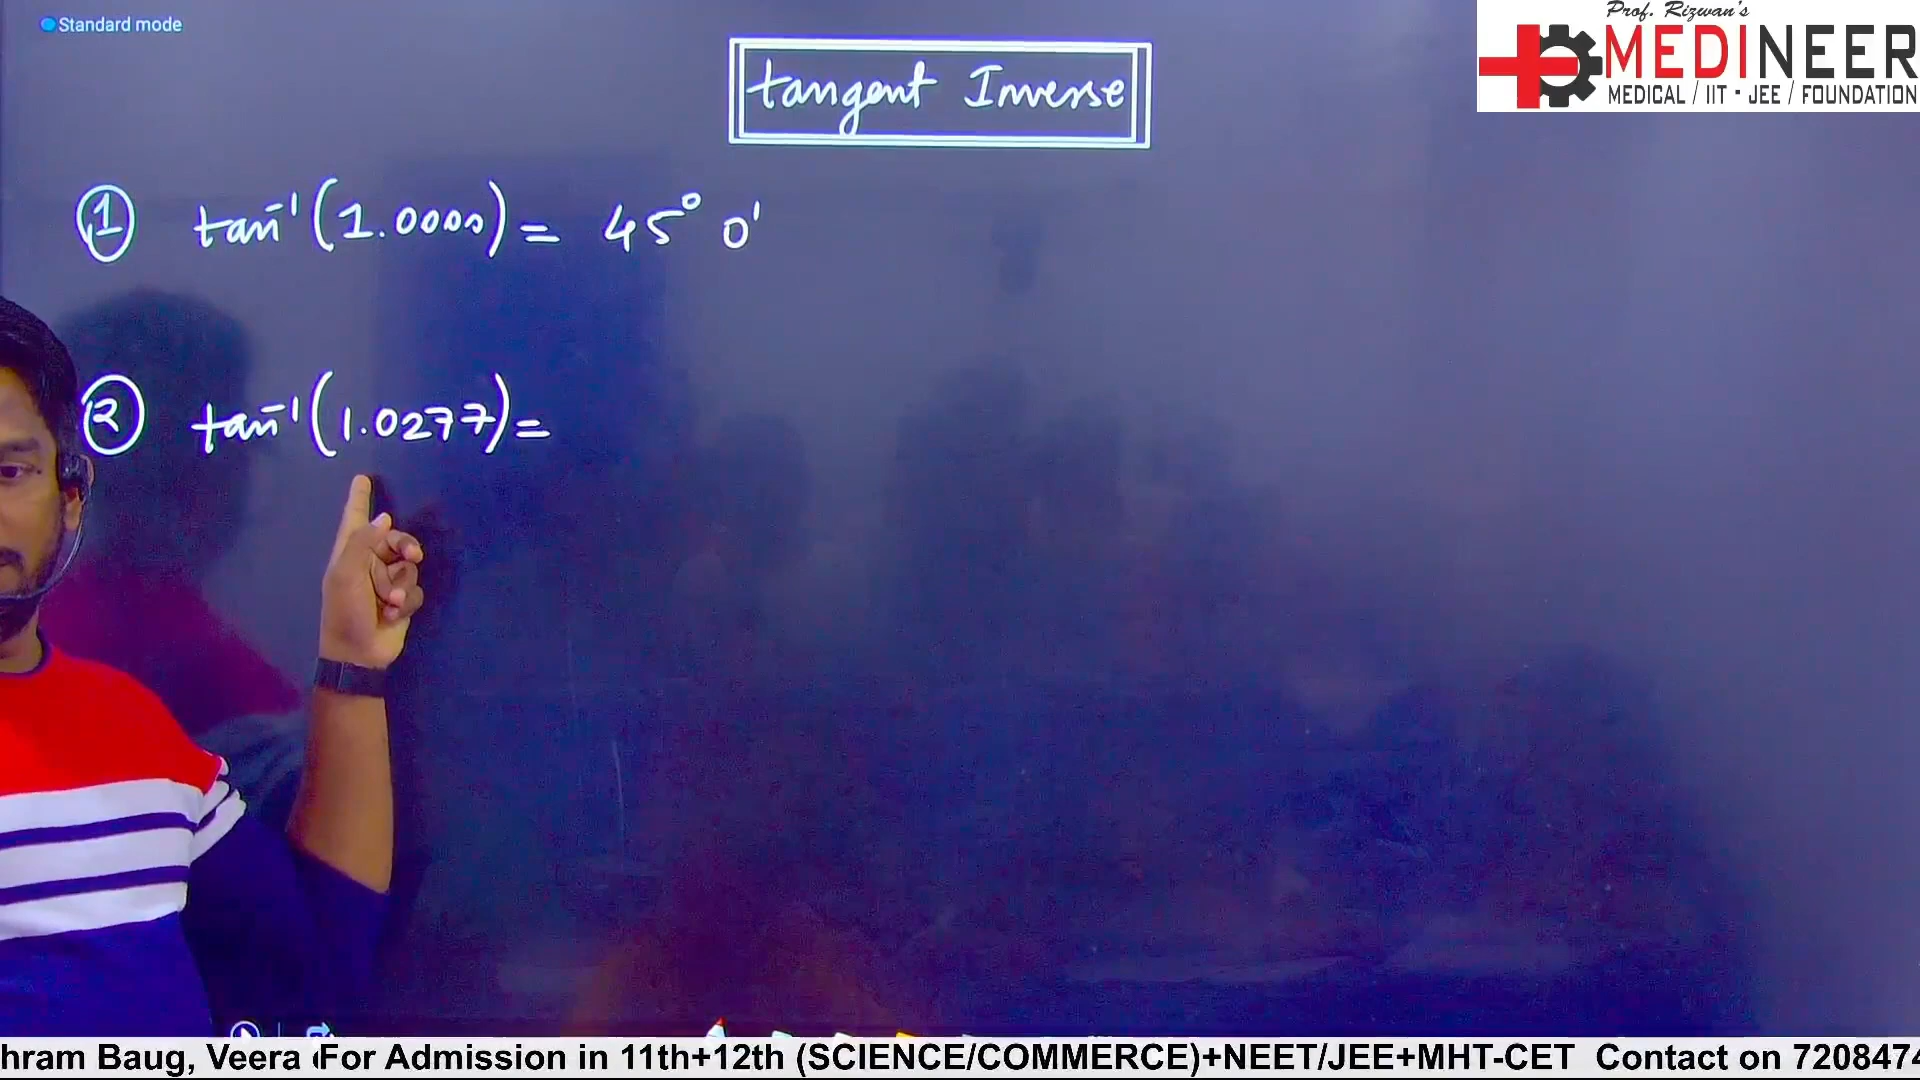 Standard mode
Prof. Rizwan's
MEDINEER
MEDICAL / IIT - JEE / FOUNDATION
tangent Inverse
① tan⁻¹(1.0000) = 45° 0'
② tan⁻¹(1.0277) =
hram Baug, Veera For Admission in 11th+12th (SCIENCE/COMMERCE)+NEET/JEE+MHT-CET Contact on 720847